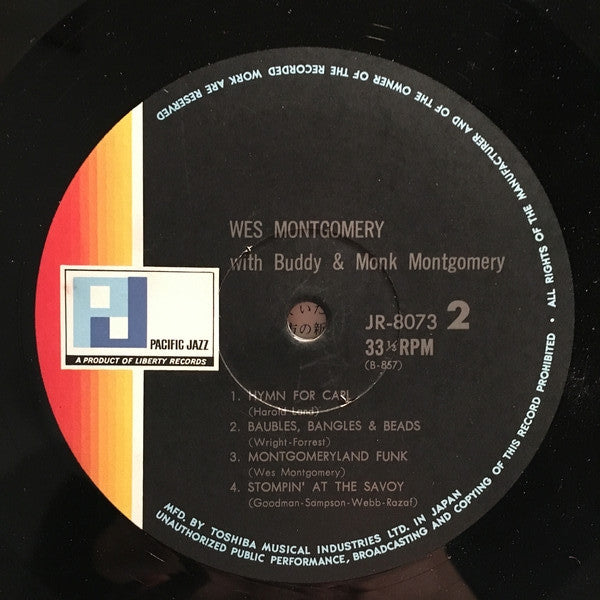 WES MONTGOMERY
with Buddy & Monk Montgomery
PJ
PACIFIC JAZZ
A PRODUCT OF LIBERTY RECORDS
JR-8073 2
33 ⅓ RPM
(B-857)
1. HYMN FOR CARL
(Harold Land)
2. BAUBLES, BANGLES & BEADS
(Wright-Forrest)
3. MONTGOMERYLAND FUNK
(Wes Montgomery)
4. STOMPIN' AT THE SAVOY
(Goodman-Sampson-Webb-Razaf)
MFD. BY TOSHIBA MUSICAL INDUSTRIES LTD. IN JAPAN
UNAUTHORIZED PUBLIC PERFORMANCE, BROADCASTING AND COPYING OF THIS RECORD PROHIBITED • ALL RIGHTS OF THE MANUFACTURER AND OF THE OWNER OF THE RECORDED WORK ARE RESERVED